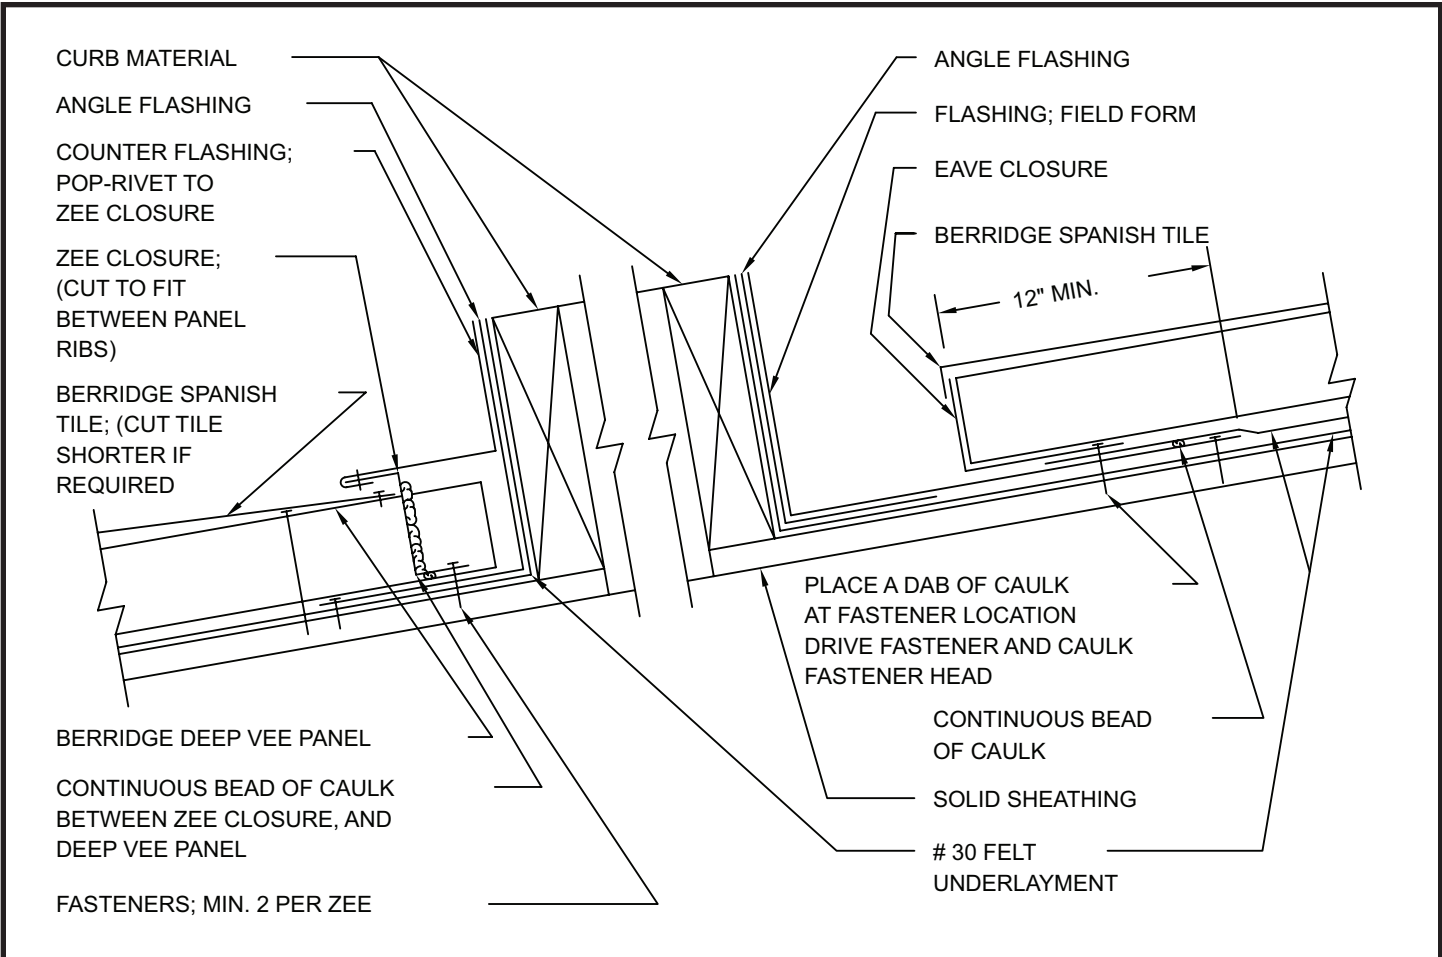 CURB MATERIAL
ANGLE FLASHING
COUNTER FLASHING;
POP-RIVET TO
ZEE CLOSURE
ZEE CLOSURE;
(CUT TO FIT
BETWEEN PANEL
RIBS)
BERRIDGE SPANISH
TILE; (CUT TILE
SHORTER IF
REQUIRED
BERRIDGE DEEP VEE PANEL
CONTINUOUS BEAD OF CAULK
BETWEEN ZEE CLOSURE, AND
DEEP VEE PANEL
FASTENERS; MIN. 2 PER ZEE
ANGLE FLASHING
FLASHING; FIELD FORM
EAVE CLOSURE
BERRIDGE SPANISH TILE
12" MIN.
PLACE A DAB OF CAULK
AT FASTENER LOCATION
DRIVE FASTENER AND CAULK
FASTENER HEAD
CONTINUOUS BEAD
OF CAULK
SOLID SHEATHING
# 30 FELT
UNDERLAYMENT